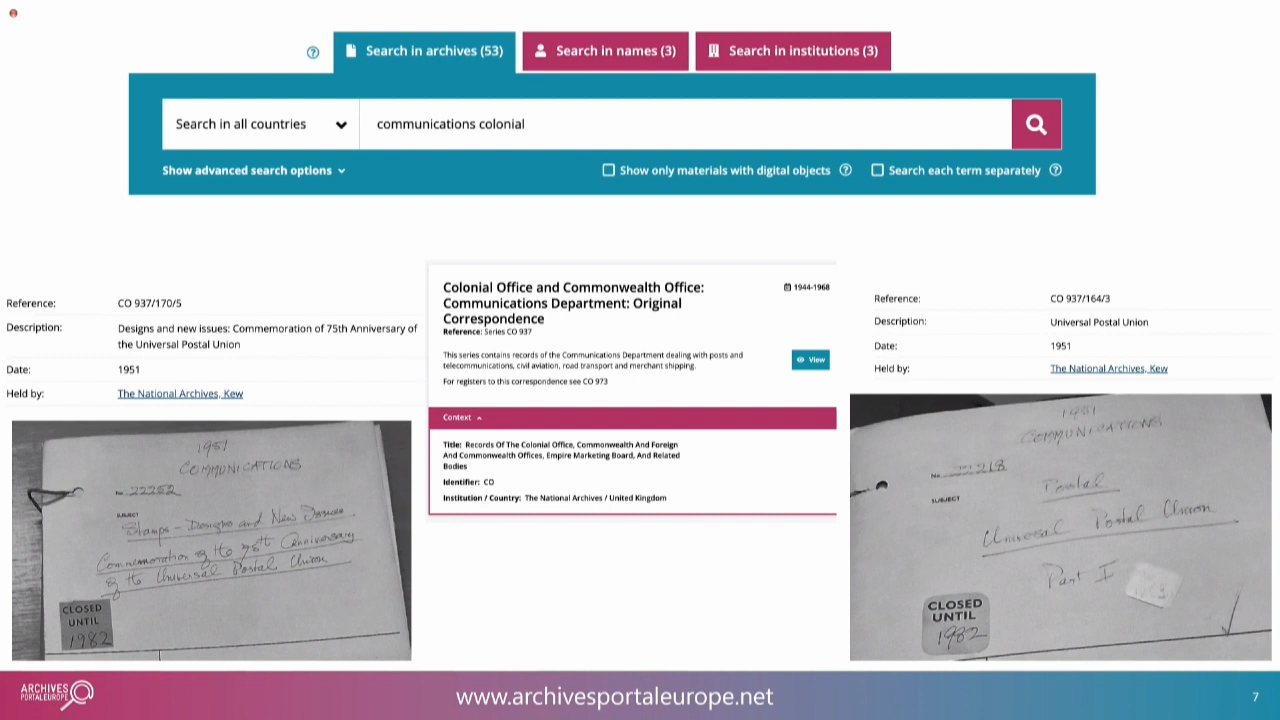 Search in archives (53)
Search in names (3)
Search in institutions (3)
Search in all countries
communications colonial
Show advanced search options
Show only materials with digital objects
Search each term separately
Reference: CO 937/170/5
Description: Designs and new issues: Commemoration of 75th Anniversary of
the Universal Postal Union
Date: 1951
Held by: The National Archives, Kew
1951
COMMUNICATIONS
No. 22252
SUBJECT
Stamps - Designs and New Issues
Commemoration of the 75th Anniversary
of the Universal Postal Union
CLOSED
UNTIL
1982
Colonial Office and Commonwealth Office:
Communications Department: Original
Correspondence
1944-1968
Reference: Series CO 937
This series contains records of the Communications Department dealing with posts and
telecommunications, civil aviation, road transport and merchant shipping.
View
For registers to this correspondence see CO 973
Context
Title: Records Of The Colonial Office, Commonwealth And Foreign
And Commonwealth Offices, Empire Marketing Board, And Related
Bodies
Identifier: CO
Institution / Country: The National Archives / United Kingdom
Reference: CO 937/164/3
Description: Universal Postal Union
Date: 1951
Held by: The National Archives, Kew
1951
COMMUNICATIONS
No.
SUBJECT
Postal
Universal Postal Union
Part I
CLOSED
UNTIL
1982
ARCHIVES
PORTALEUROPE
www.archivesportaleurope.net
7